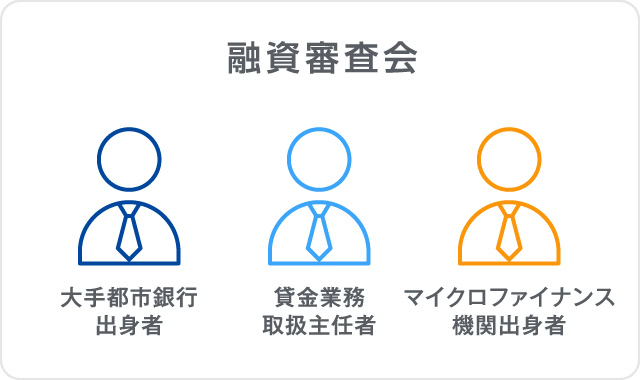 融資審査会
大手都市銀行
出身者
貸金業務
取扱主任者
マイクロファイナンス
機関出身者